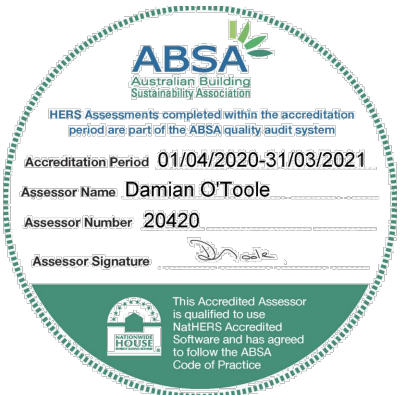 ABSA
Australian Building
Sustainability Association
HERS Assessments completed within the accreditation
period are part of the ABSA quality audit system
Accreditation Period 01/04/2020-31/03/2021
Assessor Name Damian O'Toole
Assessor Number 20420
Assessor Signature
This Accredited Assessor
is qualified to use
NatHERS Accredited
Software and has agreed
to follow the ABSA
Code of Practice
NATIONWIDE
HOUSE